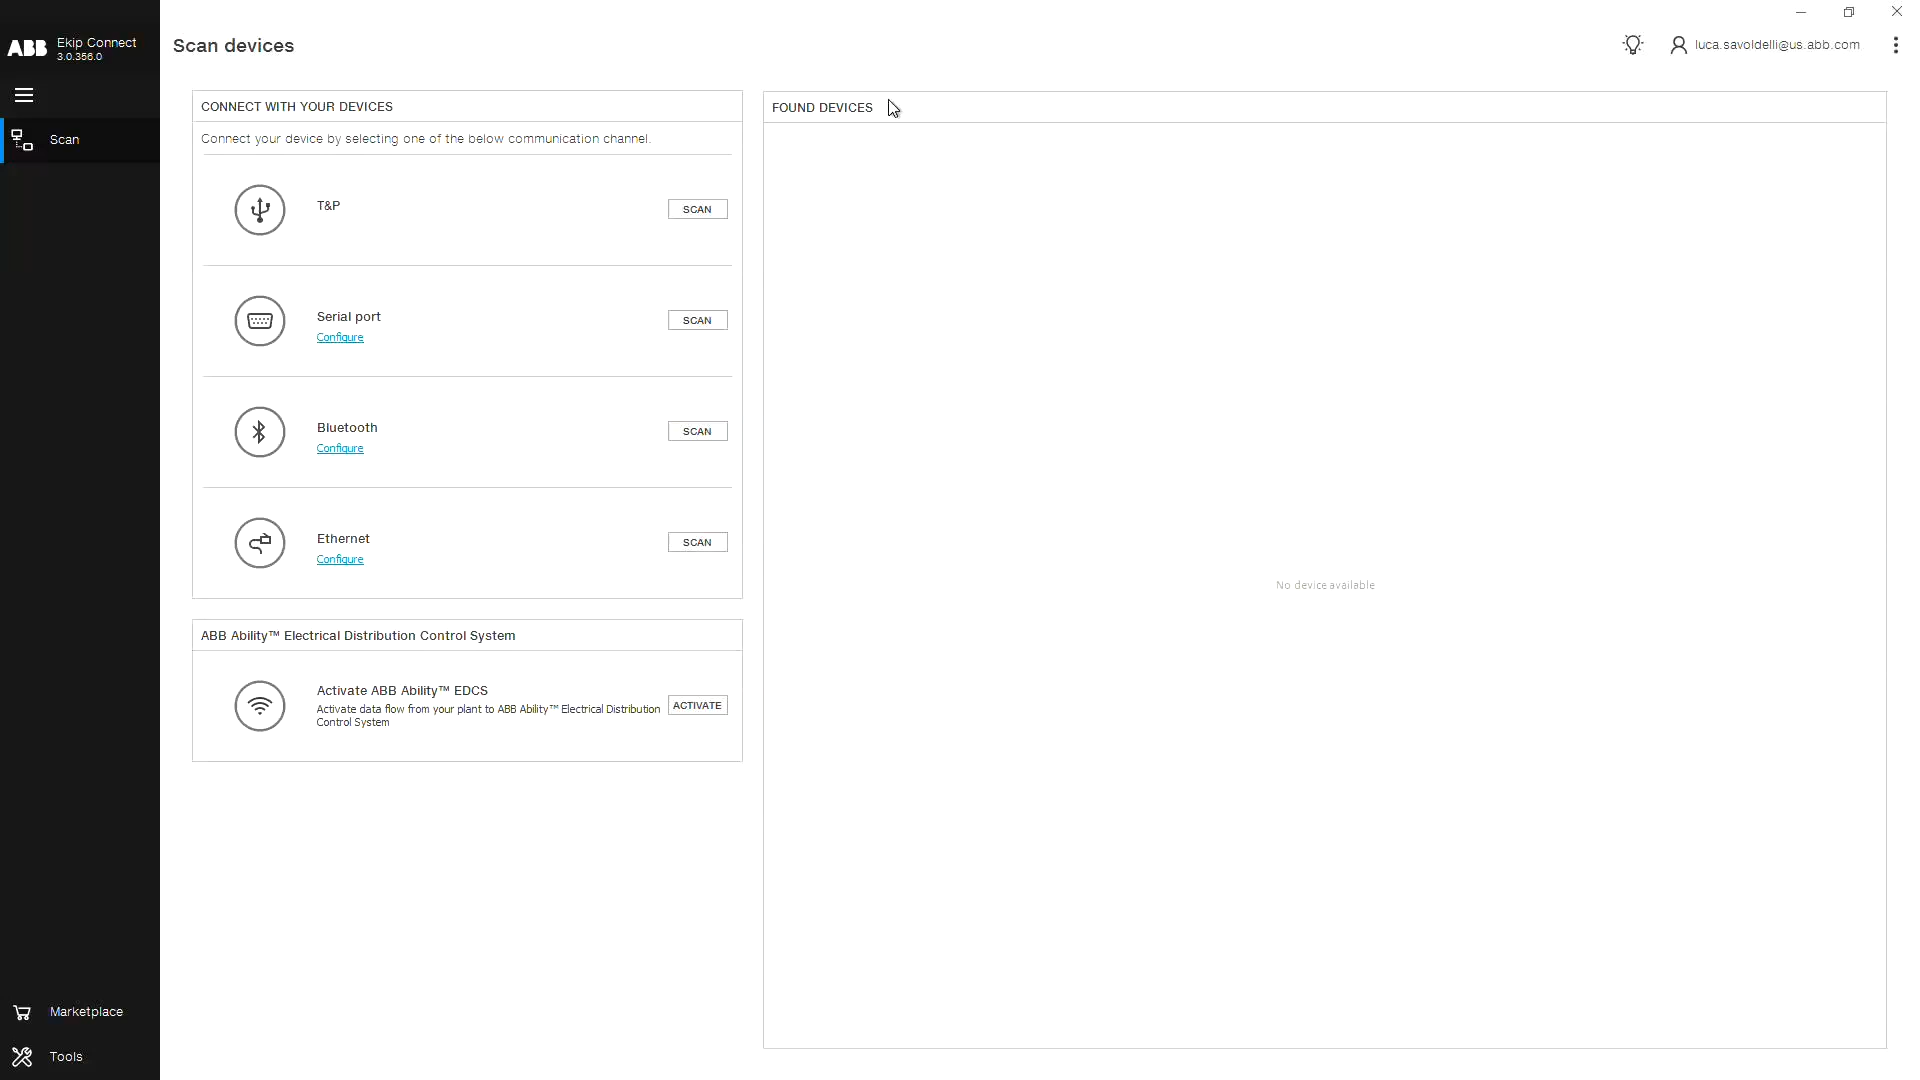 ABB
Ekip Connect
3.0.356.0
Scan devices
luca.savoldelli@us.abb.com
Scan
CONNECT WITH YOUR DEVICES
Connect your device by selecting one of the below communication channel.
T&P
SCAN
Serial port
Configure
SCAN
Bluetooth
Configure
SCAN
Ethernet
Configure
SCAN
ABB Ability™ Electrical Distribution Control System
Activate ABB Ability™ EDCS
Activate data flow from your plant to ABB Ability™ Electrical Distribution
Control System
ACTIVATE
FOUND DEVICES
No device available
Marketplace
Tools